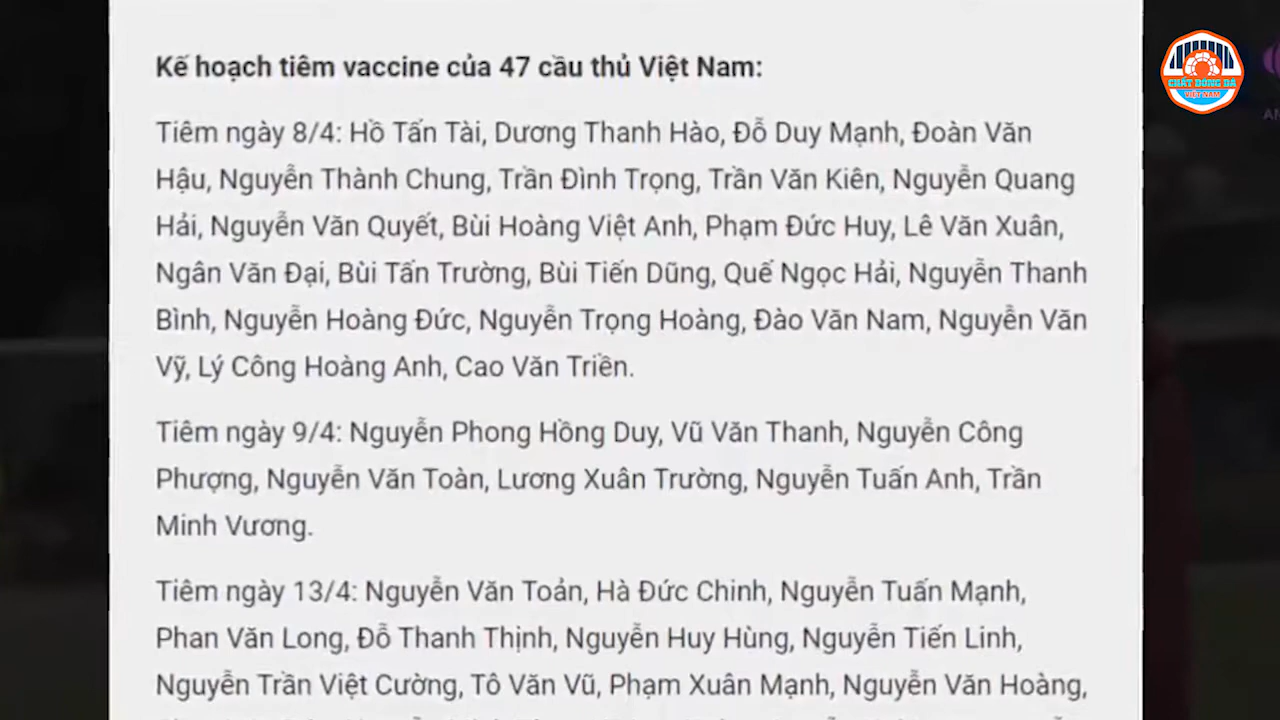 Kế hoạch tiêm vaccine của 47 cầu thủ Việt Nam:
Tiêm ngày 8/4: Hồ Tấn Tài, Dương Thanh Hào, Đỗ Duy Mạnh, Đoàn Văn
Hậu, Nguyễn Thành Chung, Trần Đình Trọng, Trần Văn Kiên, Nguyễn Quang
Hải, Nguyễn Văn Quyết, Bùi Hoàng Việt Anh, Phạm Đức Huy, Lê Văn Xuân,
Ngân Văn Đại, Bùi Tấn Trường, Bùi Tiến Dũng, Quế Ngọc Hải, Nguyễn Thanh
Bình, Nguyễn Hoàng Đức, Nguyễn Trọng Hoàng, Đào Văn Nam, Nguyễn Văn
Vỹ, Lý Công Hoàng Anh, Cao Văn Triền.
Tiêm ngày 9/4: Nguyễn Phong Hồng Duy, Vũ Văn Thanh, Nguyễn Công
Phượng, Nguyễn Văn Toàn, Lương Xuân Trường, Nguyễn Tuấn Anh, Trần
Minh Vương.
Tiêm ngày 13/4: Nguyễn Văn Toản, Hà Đức Chinh, Nguyễn Tuấn Mạnh,
Phan Văn Long, Đỗ Thanh Thịnh, Nguyễn Huy Hùng, Nguyễn Tiến Linh,
Nguyễn Trần Việt Cường, Tô Văn Vũ, Phạm Xuân Mạnh, Nguyễn Văn Hoàng,
CHẤT BÓNG ĐÁ
VIỆT NAM